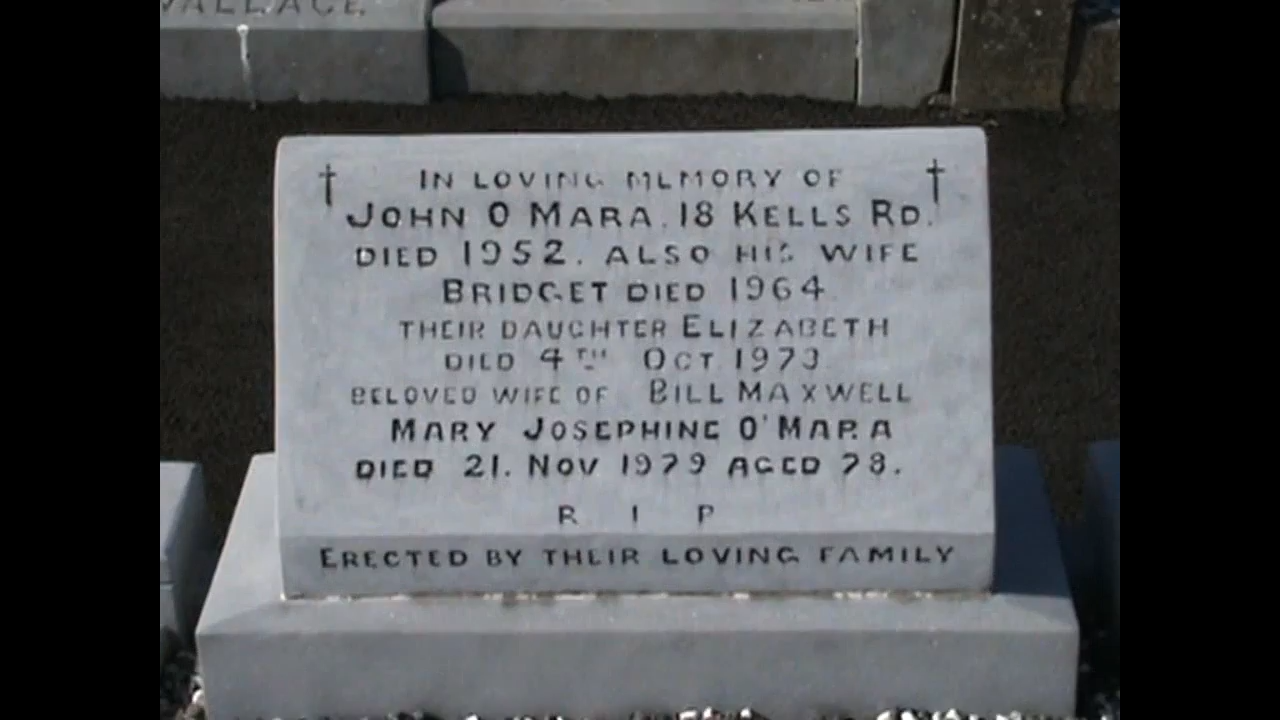 WALLACE
IN LOVING MEMORY OF
JOHN O MARA. 18 KELLS RD.
DIED 1952. ALSO HIS WIFE
BRIDGET DIED 1964
THEIR DAUGHTER ELIZABETH
DIED 4TH OCT 1973
BELOVED WIFE OF BILL MAXWELL
MARY JOSEPHINE O'MARA
DIED 21. NOV 1979 AGED 78.
R I P
ERECTED BY THEIR LOVING FAMILY